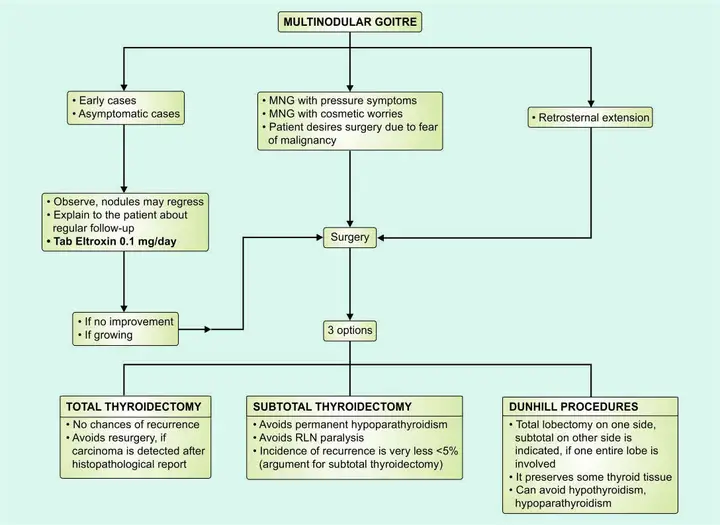 MULTINODULAR GOITRE
• Early cases
• Asymptomatic cases
• MNG with pressure symptoms
• MNG with cosmetic worries
• Patient desires surgery due to fear
of malignancy
• Retrosternal extension
• Observe, nodules may regress
• Explain to the patient about
regular follow-up
• Tab Eltroxin 0.1 mg/day
Surgery
• If no improvement
• If growing
3 options
TOTAL THYROIDECTOMY
• No chances of recurrence
• Avoids resurgery, if
carcinoma is detected after
histopathological report
SUBTOTAL THYROIDECTOMY
• Avoids permanent hypoparathyroidism
• Avoids RLN paralysis
• Incidence of recurrence is very less <5%
(argument for subtotal thyroidectomy)
DUNHILL PROCEDURES
• Total lobectomy on one side,
subtotal on other side is
indicated, if one entire lobe is
involved
• It preserves some thyroid tissue
• Can avoid hypothyroidism,
hypoparathyroidism